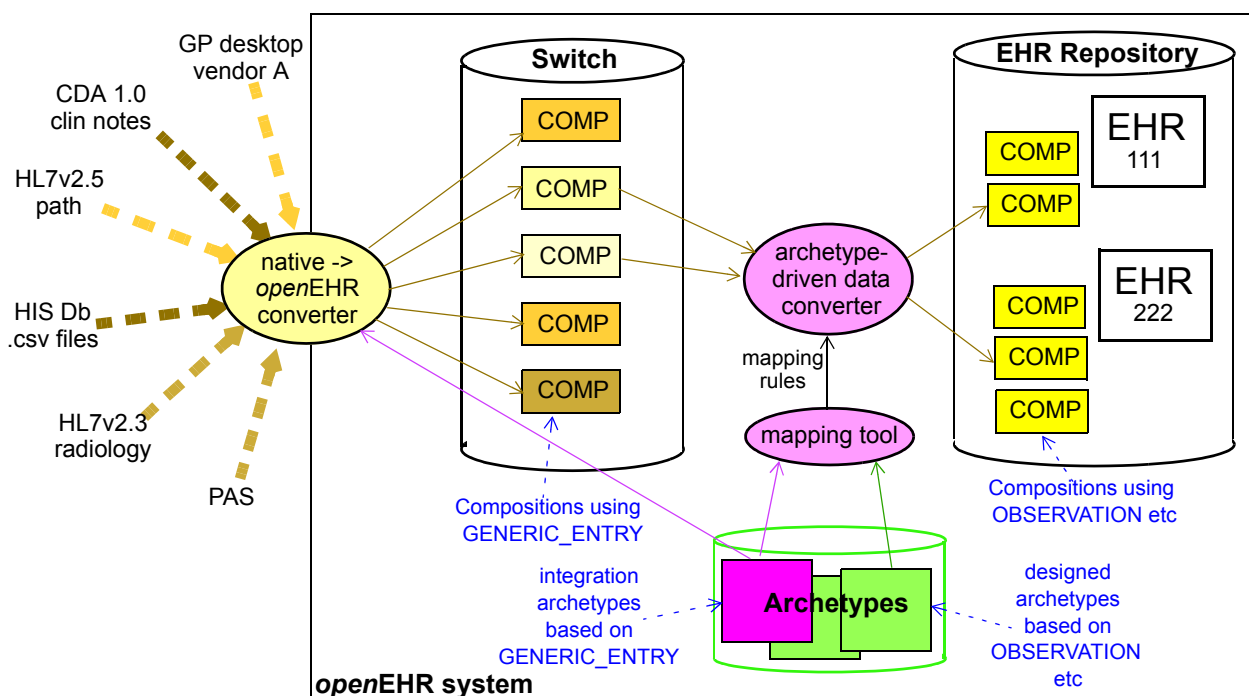 GP desktop
vendor A
CDA 1.0
clin notes
HL7v2.5
path
HIS Db
.csv files
HL7v2.3
radiology
PAS
native ->
openEHR
converter
Switch
COMP
COMP
COMP
COMP
COMP
Compositions using
GENERIC_ENTRY
archetype-
driven data
converter
mapping
rules
mapping tool
EHR Repository
EHR
111
COMP
COMP
EHR
222
COMP
COMP
COMP
Compositions using
OBSERVATION etc
integration
archetypes
based on
GENERIC_ENTRY
Archetypes
designed
archetypes
based on
OBSERVATION
etc
openEHR system